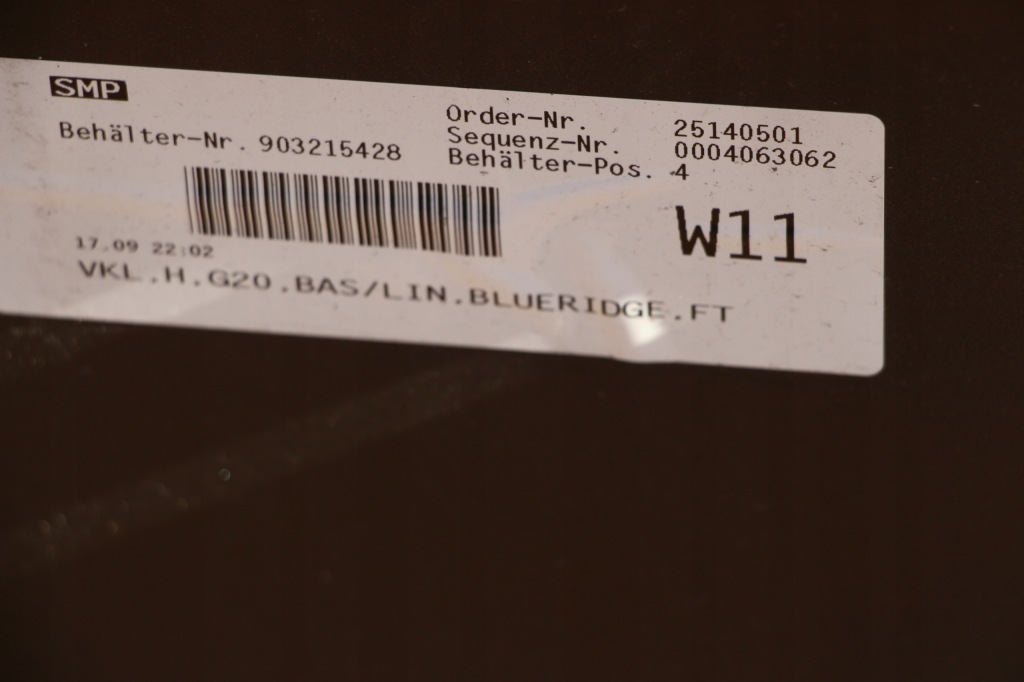 SMP
Behälter-Nr. 903215428
Order-Nr. 25140501
Sequenz-Nr. 0004063062
Behälter-Pos. 4
W11
17.09 22:02
VKL.H.G20.BAS/LIN.BLUERIDGE.FT